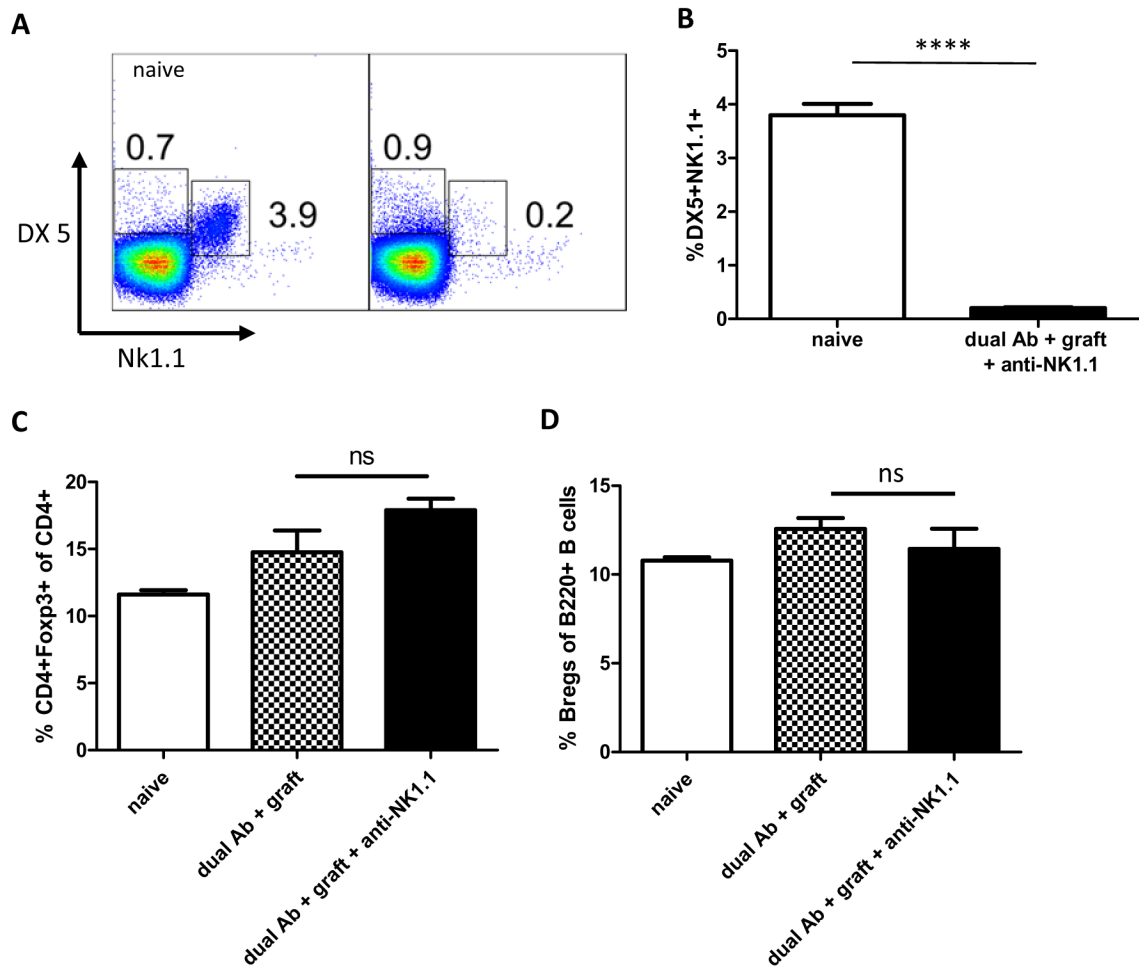 A
naive
0.7
3.9
0.9
0.2
DX 5
Nk1.1
B
****
%DX5+NK1.1+
5
4
3
2
1
0
naive
dual Ab + graft
+ anti-NK1.1
C
ns
% CD4+Foxp3+ of CD4+
20
15
10
5
0
naive
dual Ab + graft
dual Ab + graft + anti-NK1.1
D
ns
% Bregs of B220+ B cells
15
10
5
0
naive
dual Ab + graft
dual Ab + graft + anti-NK1.1